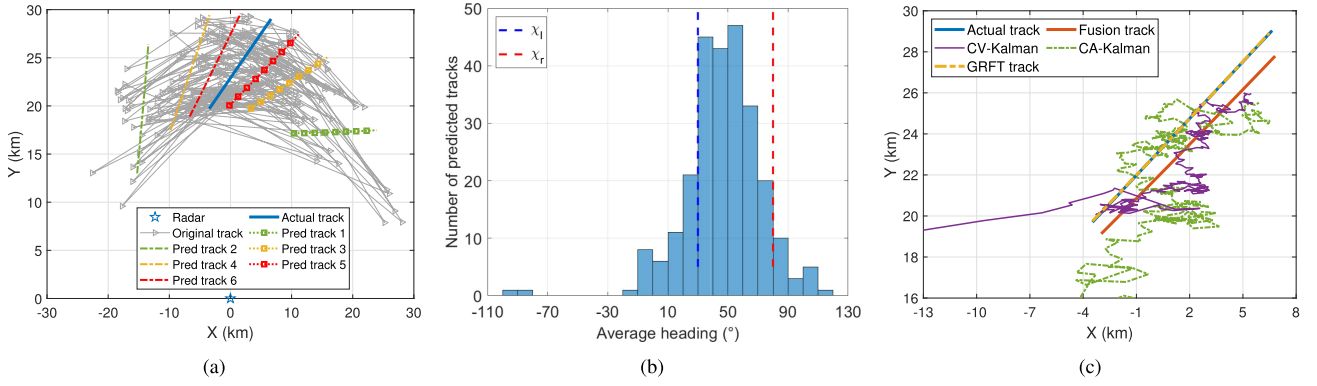 30
25
20
15
10
5
0
Y (km)
-30 -20 -10 0 10 20 30
X (km)
Radar Actual track
Original track Pred track 1
Pred track 2 Pred track 3
Pred track 4 Pred track 5
Pred track 6
(a)
50
40
30
20
10
0
Number of predicted tracks
χl
χr
-110 -70 -30 10 50 90 130
Average heading (°)
(b)
30
28
26
24
22
20
18
16
Y (km)
Actual track Fusion track
CV-Kalman CA-Kalman
GRFT track
-13 -10 -7 -4 -1 2 5 8
X (km)
(c)